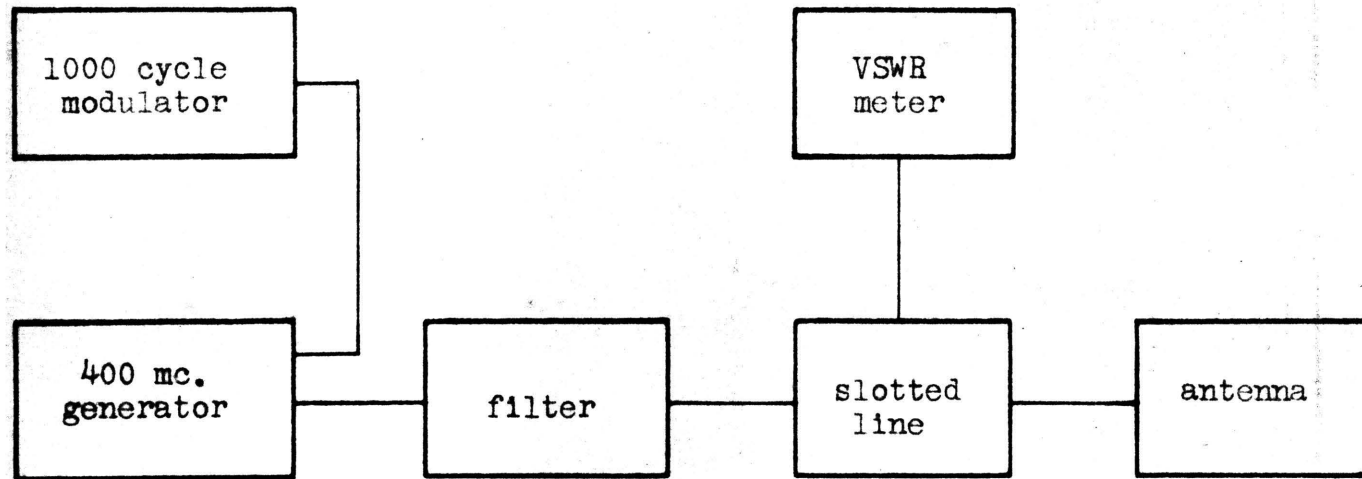 1000 cycle
modulator
VSWR
meter
400 mc.
generator
filter
slotted
line
antenna